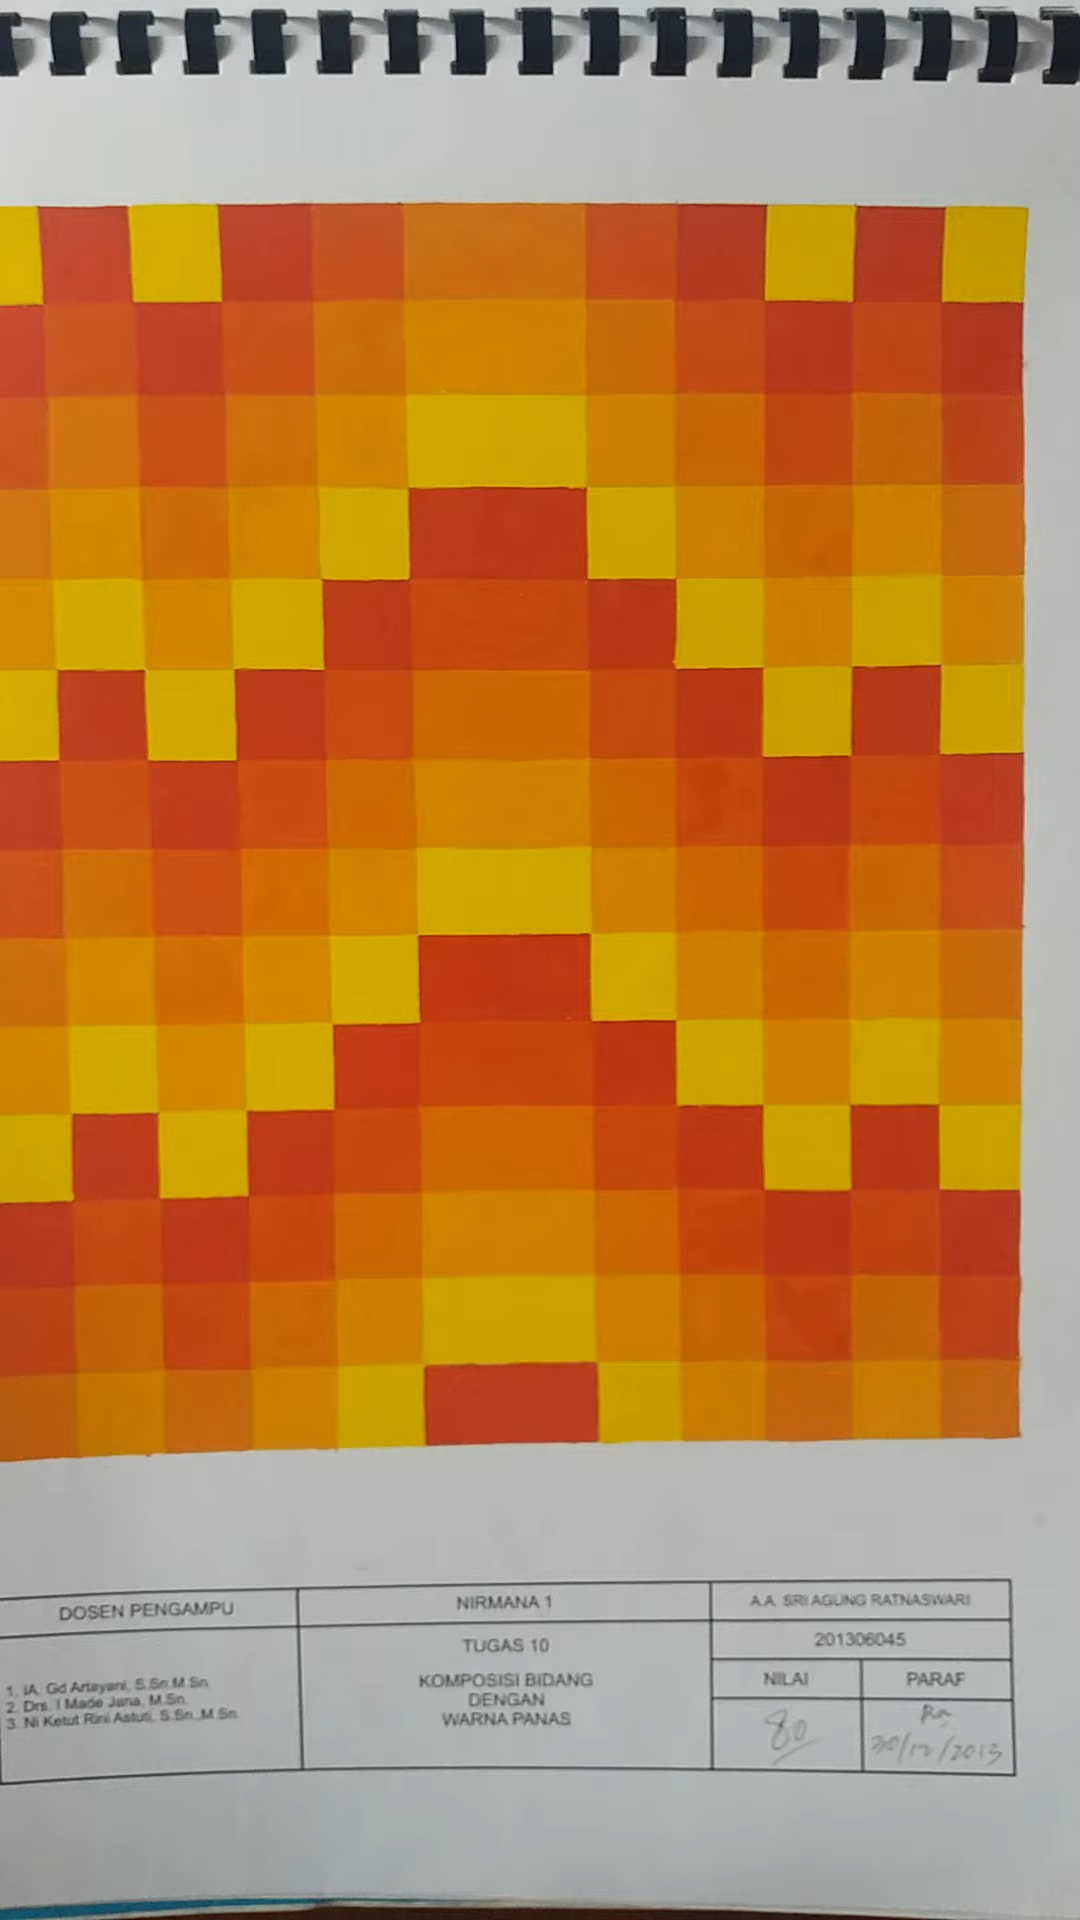 DOSEN PENGAMPU
1. IA. Gd Artayani, S.Sn.M.Sn.
2. Drs. I Made Jana, M.Sn.
3. Ni Ketut Rini Astuti, S.Sn.,M.Sn.
NIRMANA 1
TUGAS 10
KOMPOSISI BIDANG
DENGAN
WARNA PANAS
A.A. SRI AGUNG RATNASWARI
201306045
NILAI
80
PARAF
30/12/2013